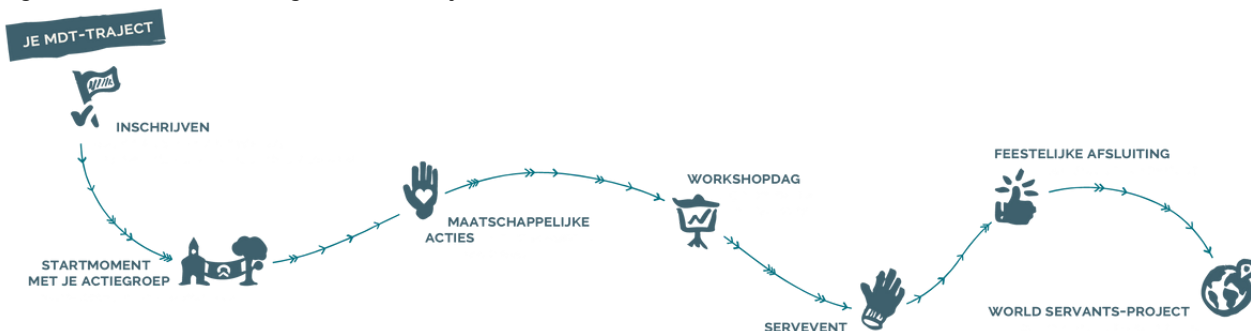 JE MDT-TRAJECT
INSCHRIJVEN
STARTMOMENT
MET JE ACTIEGROEP
MAATSCHAPPELIJKE
ACTIES
WORKSHOPDAG
SERVEVENT
FEESTELIJKE AFSLUITING
WORLD SERVANTS-PROJECT